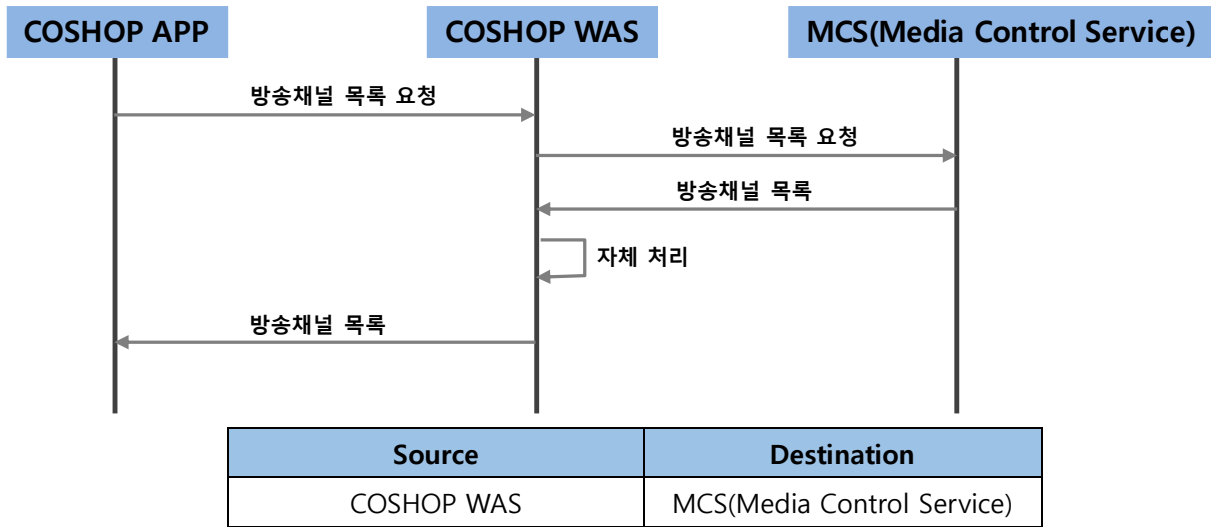 COSHOP APP
COSHOP WAS
MCS(Media Control Service)
방송채널 목록 요청
방송채널 목록 요청
방송채널 목록
자체 처리
방송채널 목록
Source
Destination
COSHOP WAS
MCS(Media Control Service)